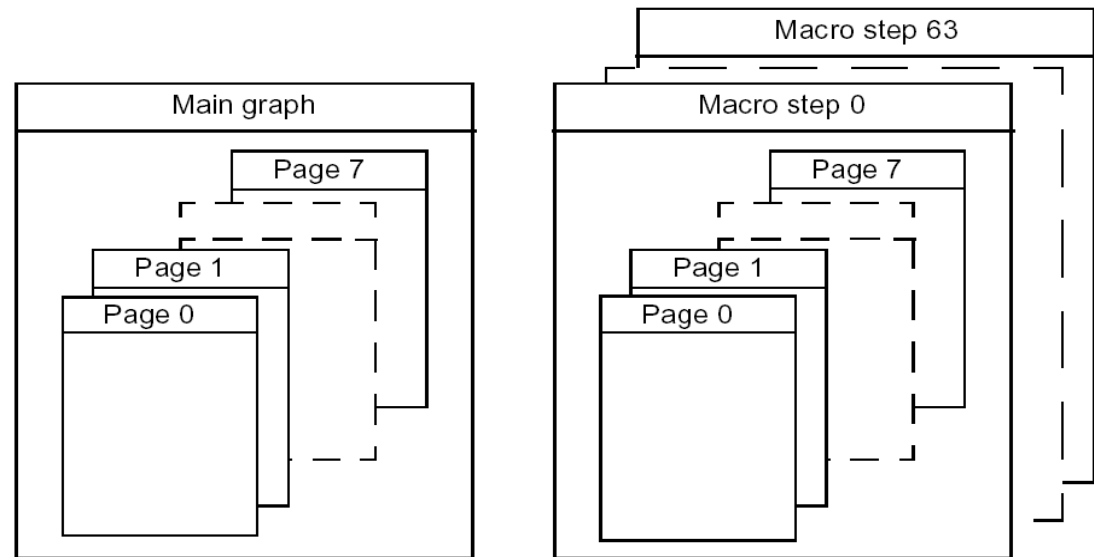 Main graph
Page 7
Page 1
Page 0
Macro step 63
Macro step 0
Page 7
Page 1
Page 0